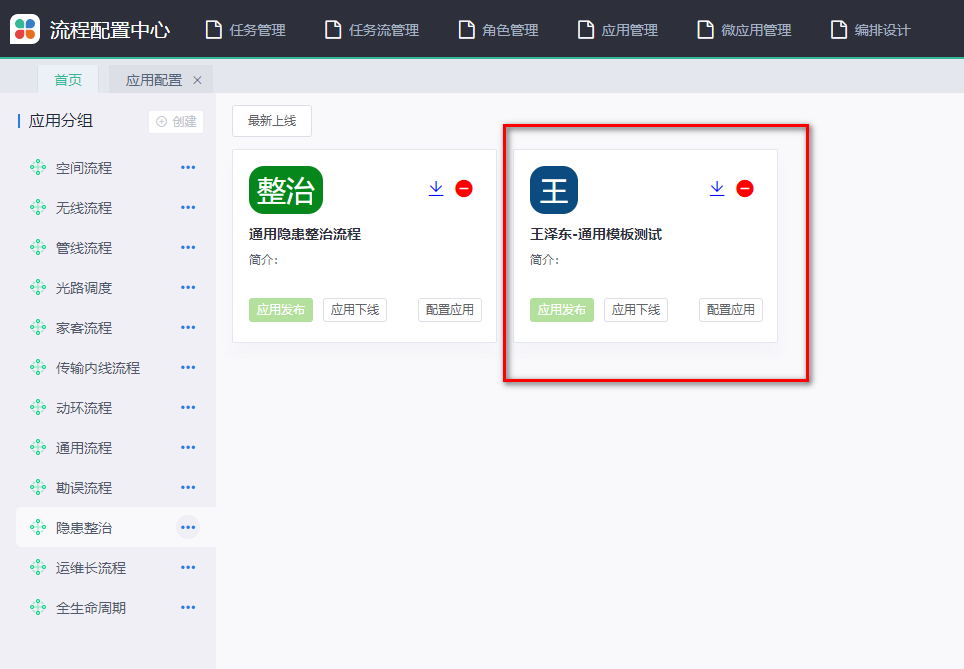 流程配置中心
任务管理
任务流管理
角色管理
应用管理
微应用管理
编排设计
首页
应用配置
应用分组
创建
空间流程
无线流程
管线流程
光路调度
家客流程
传输内线流程
动环流程
通用流程
勘误流程
隐患整治
运维长流程
全生命周期
最新上线
整治
通用隐患整治流程
简介:
应用发布
应用下线
配置应用
王
王泽东-通用模板测试
简介:
应用发布
应用下线
配置应用